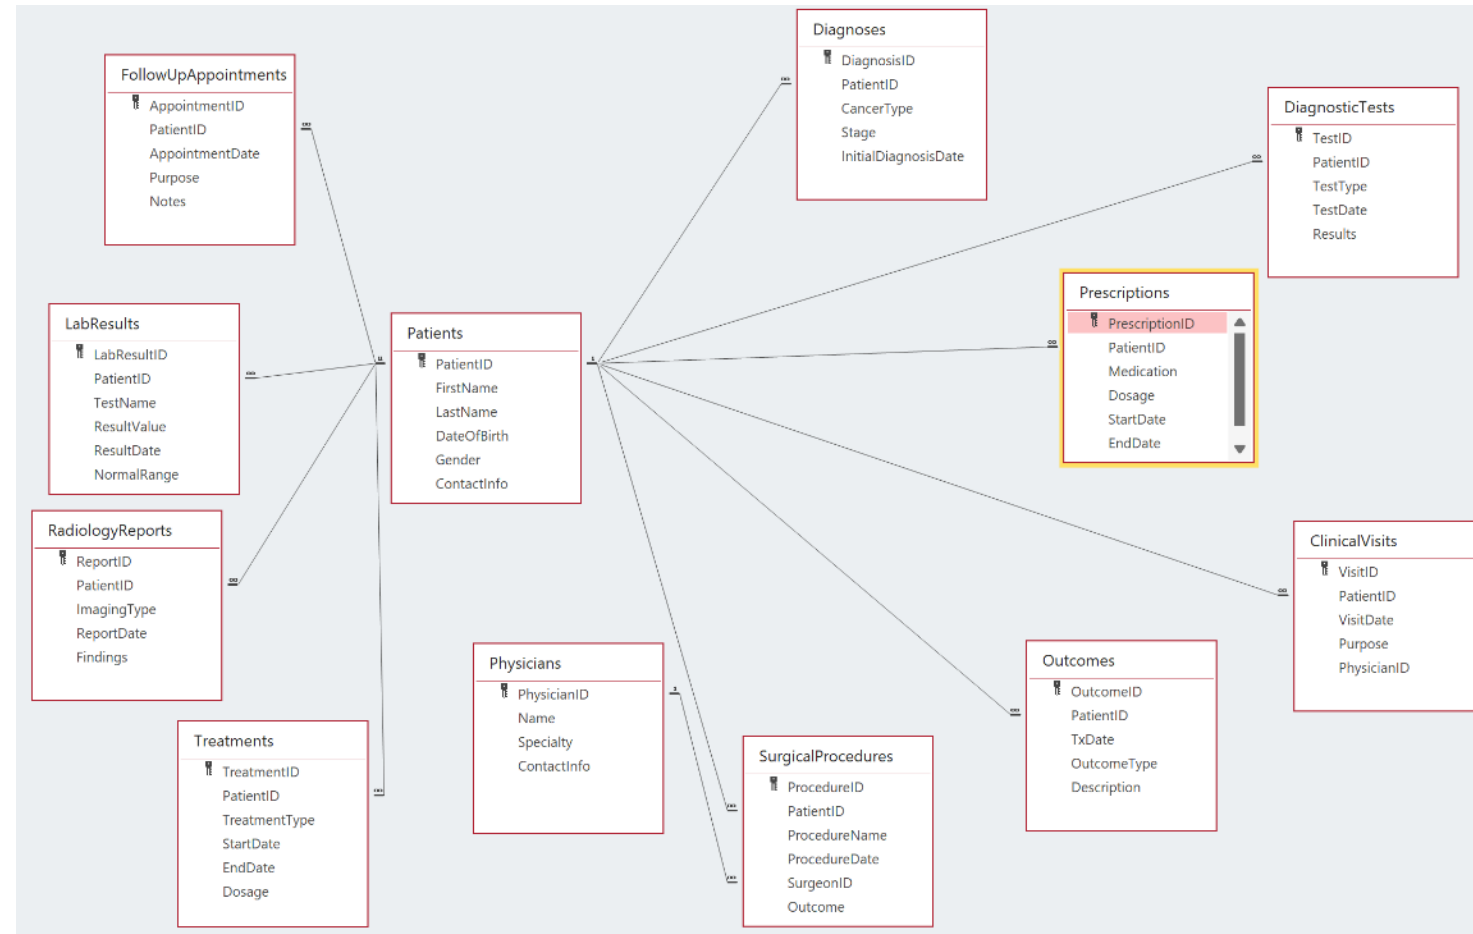 FollowUpAppointments
AppointmentID
PatientID
AppointmentDate
Purpose
Notes
Diagnoses
DiagnosisID
PatientID
CancerType
Stage
InitialDiagnosisDate
DiagnosticTests
TestID
PatientID
TestType
TestDate
Results
LabResults
LabResultID
PatientID
TestName
ResultValue
ResultDate
NormalRange
Patients
PatientID
FirstName
LastName
DateOfBirth
Gender
ContactInfo
Prescriptions
PrescriptionID
PatientID
Medication
Dosage
StartDate
EndDate
RadiologyReports
ReportID
PatientID
ImagingType
ReportDate
Findings
ClinicalVisits
VisitID
PatientID
VisitDate
Purpose
PhysicianID
Physicians
PhysicianID
Name
Specialty
ContactInfo
Outcomes
OutcomeID
PatientID
TxDate
OutcomeType
Description
Treatments
TreatmentID
PatientID
TreatmentType
StartDate
EndDate
Dosage
SurgicalProcedures
ProcedureID
PatientID
ProcedureName
ProcedureDate
SurgeonID
Outcome